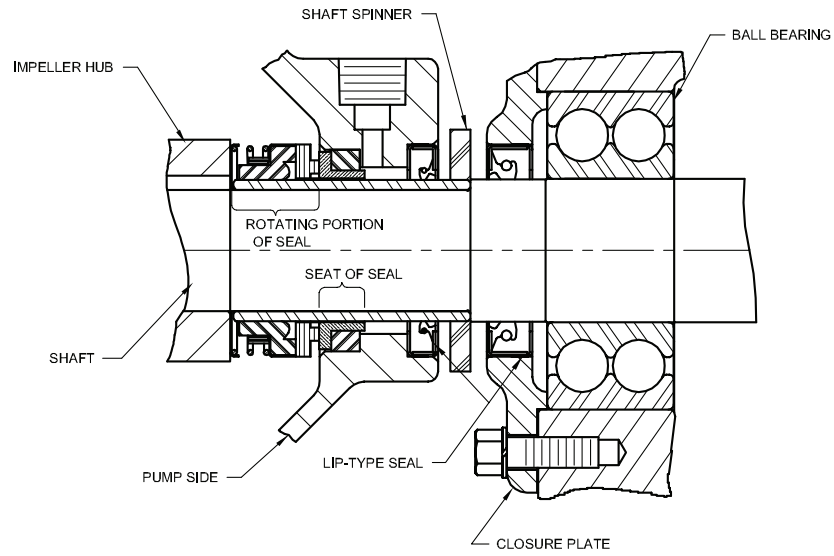 SHAFT SPINNER
BALL BEARING
IMPELLER HUB
ROTATING PORTION
OF SEAL
SEAT OF SEAL
SHAFT
LIP-TYPE SEAL
PUMP SIDE
CLOSURE PLATE